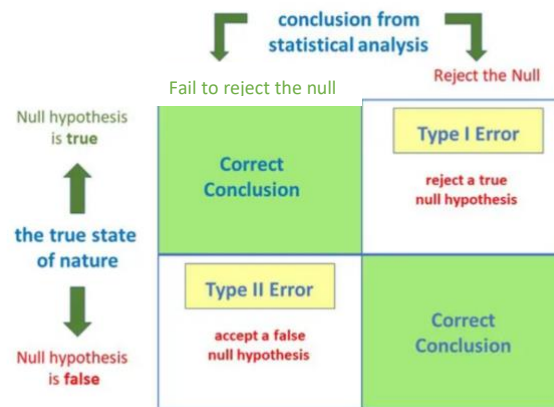 conclusion from
statistical analysis
Fail to reject the null
Reject the Null
Null hypothesis
is true
Correct
Conclusion
Type I Error
reject a true
null hypothesis
the true state
of nature
Type II Error
accept a false
null hypothesis
Correct
Conclusion
Null hypothesis
is false